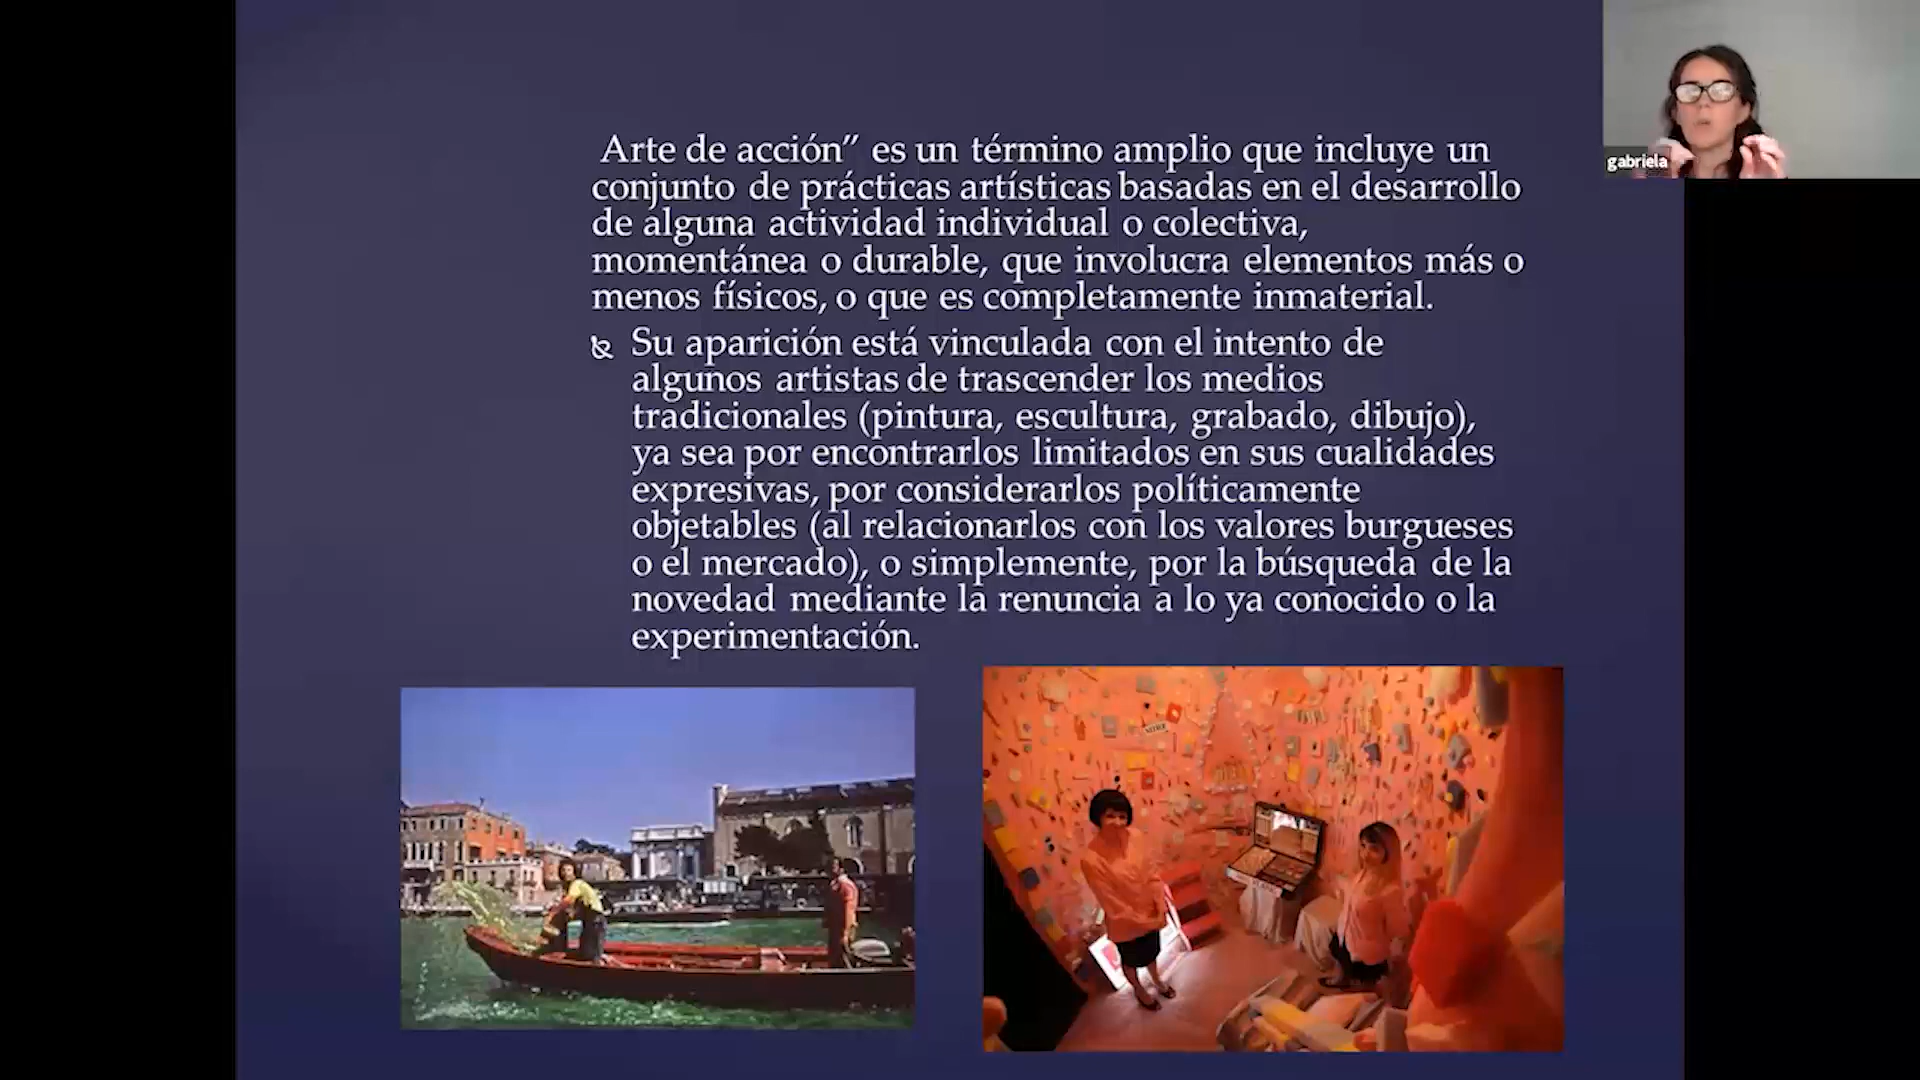 Arte de acción” es un término amplio que incluye un
conjunto de prácticas artísticas basadas en el desarrollo
de alguna actividad individual o colectiva,
momentánea o durable, que involucra elementos más o
menos físicos, o que es completamente inmaterial.
Su aparición está vinculada con el intento de
algunos artistas de trascender los medios
tradicionales (pintura, escultura, grabado, dibujo),
ya sea por encontrarlos limitados en sus cualidades
expresivas, por considerarlos políticamente
objetables (al relacionarlos con los valores burgueses
o el mercado), o simplemente, por la búsqueda de la
novedad mediante la renuncia a lo ya conocido o la
experimentación.
gabriela